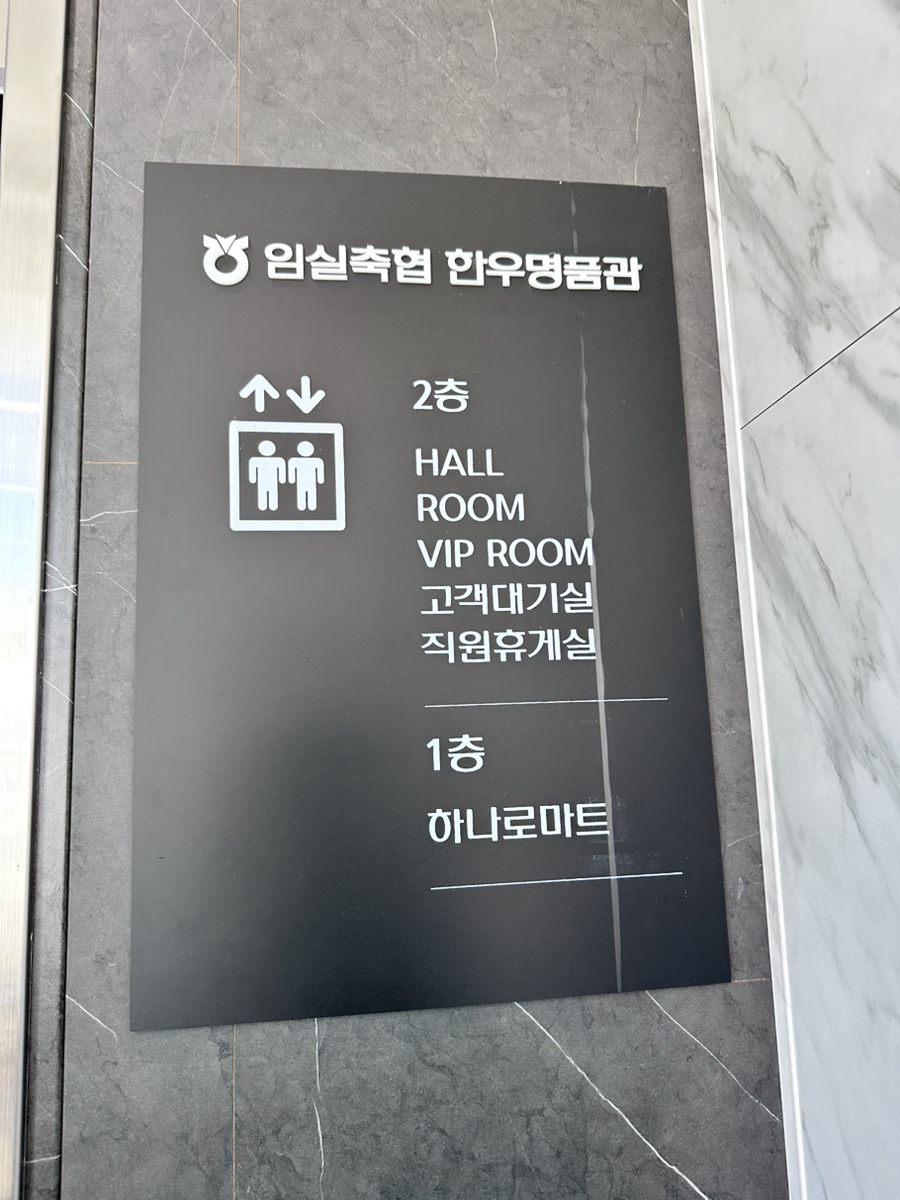 임실축협 한우명품관
2층
HALL
ROOM
VIP ROOM
고객대기실
직원휴게실
1층
하나로마트